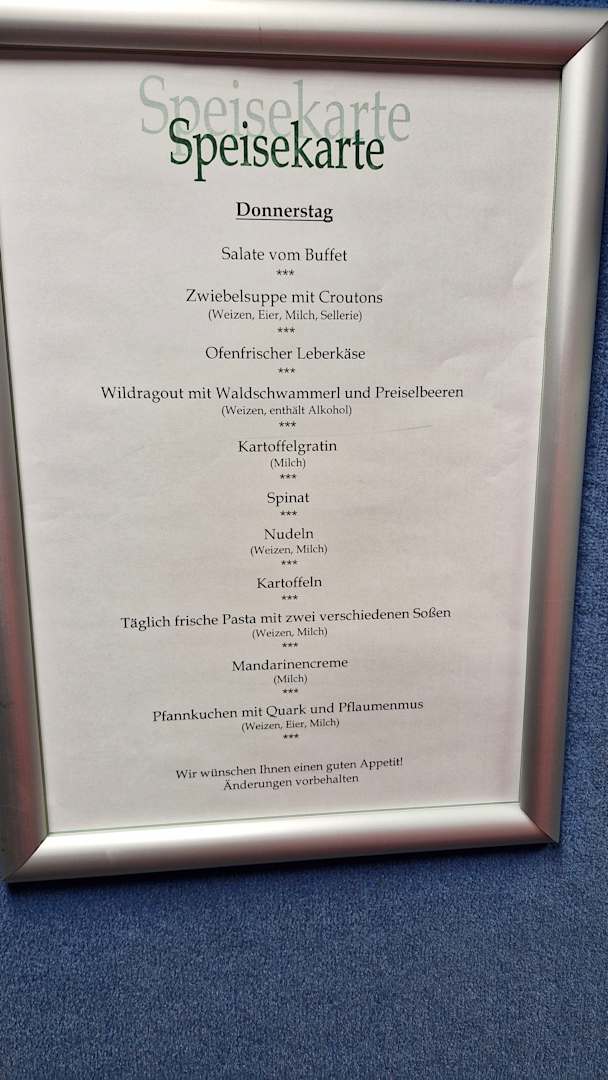 Speisekarte
Speisekarte
Donnerstag
Salate vom Buffet
***
Zwiebelsuppe mit Croutons
(Weizen, Eier, Milch, Sellerie)
***
Ofenfrischer Leberkäse
***
Wildragout mit Waldschwammerl und Preiselbeeren
(Weizen, enthält Alkohol)
***
Kartoffelgratin
(Milch)
***
Spinat
***
Nudeln
(Weizen, Milch)
***
Kartoffeln
***
Täglich frische Pasta mit zwei verschiedenen Soßen
(Weizen, Milch)
***
Mandarinencreme
(Milch)
***
Pfannkuchen mit Quark und Pflaumenmus
(Weizen, Eier, Milch)
***
Wir wünschen Ihnen einen guten Appetit!
Änderungen vorbehalten